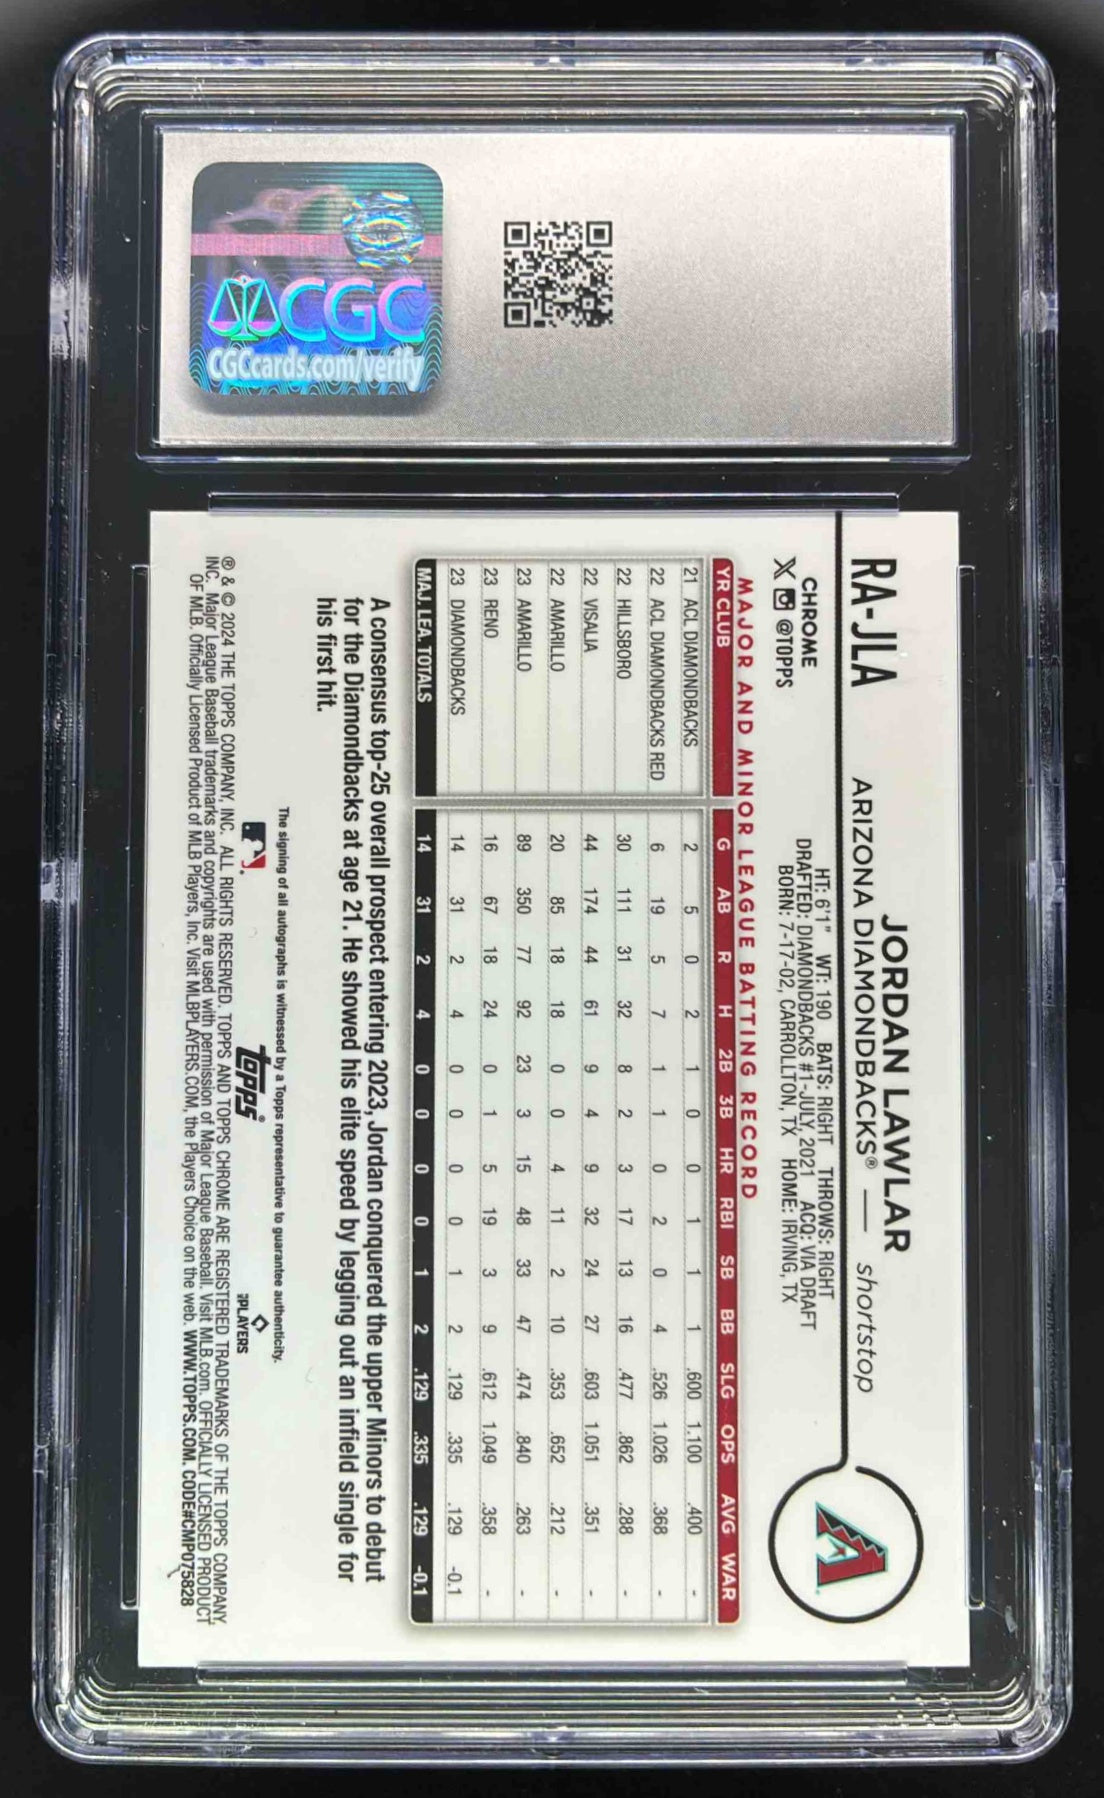 CGC
CGCcards.com/verify
RA-JLA
JORDAN LAWLAR
ARIZONA DIAMONDBACKS® — shortstop
CHROME
@TOPPS
HT: 6'1" WT: 190 BATS: RIGHT THROWS: RIGHT
DRAFTED: DIAMONDBACKS #1-JULY, 2021 ACQ: VIA DRAFT
BORN: 7-17-02, CARROLLTON, TX HOME: IRVING, TX
MAJOR AND MINOR LEAGUE BATTING RECORD
YR CLUB G AB R H 2B 3B HR RBI SB BB SLG OPS AVG WAR
21 ACL DIAMONDBACKS 2 5 0 2 1 0 0 1 1 1 .600 1.100 .400 -
22 ACL DIAMONDBACKS RED 6 19 5 7 1 1 0 2 0 4 .526 1.026 .368 -
22 HILLSBORO 30 111 31 32 8 2 3 17 13 16 .477 .862 .288 -
22 VISALIA 44 174 44 61 9 4 9 32 24 27 .603 1.051 .351 -
22 AMARILLO 20 85 18 18 0 0 4 11 2 10 .353 .652 .212 -
23 AMARILLO 89 350 77 92 23 3 15 48 33 47 .474 .840 .263 -
23 RENO 16 67 18 24 0 1 5 19 3 9 .612 1.049 .358 -
23 DIAMONDBACKS 14 31 2 4 0 0 0 0 1 2 .129 .335 .129 -0.1
MAJ. LEA. TOTALS 14 31 2 4 0 0 0 0 1 2 .129 .335 .129 -0.1
A consensus top-25 overall prospect entering 2023, Jordan conquered the upper Minors to debut
for the Diamondbacks at age 21. He showed his elite speed by legging out an infield single for
his first hit.
The signing of all autographs is witnessed by a Topps representative to guarantee authenticity.
topps®
PLAYERS
® & © 2024 THE TOPPS COMPANY, INC. ALL RIGHTS RESERVED. TOPPS AND TOPPS CHROME ARE REGISTERED TRADEMARKS OF THE TOPPS COMPANY,
INC. Major League Baseball trademarks and copyrights are used with permission of Major League Baseball. Visit MLB.com. OFFICIALLY LICENSED PRODUCT
OF MLB. Officially Licensed Product of MLB Players, Inc. Visit MLBPLAYERS.COM, the Players Choice on the web. WWW.TOPPS.COM. CODE#CMP075828